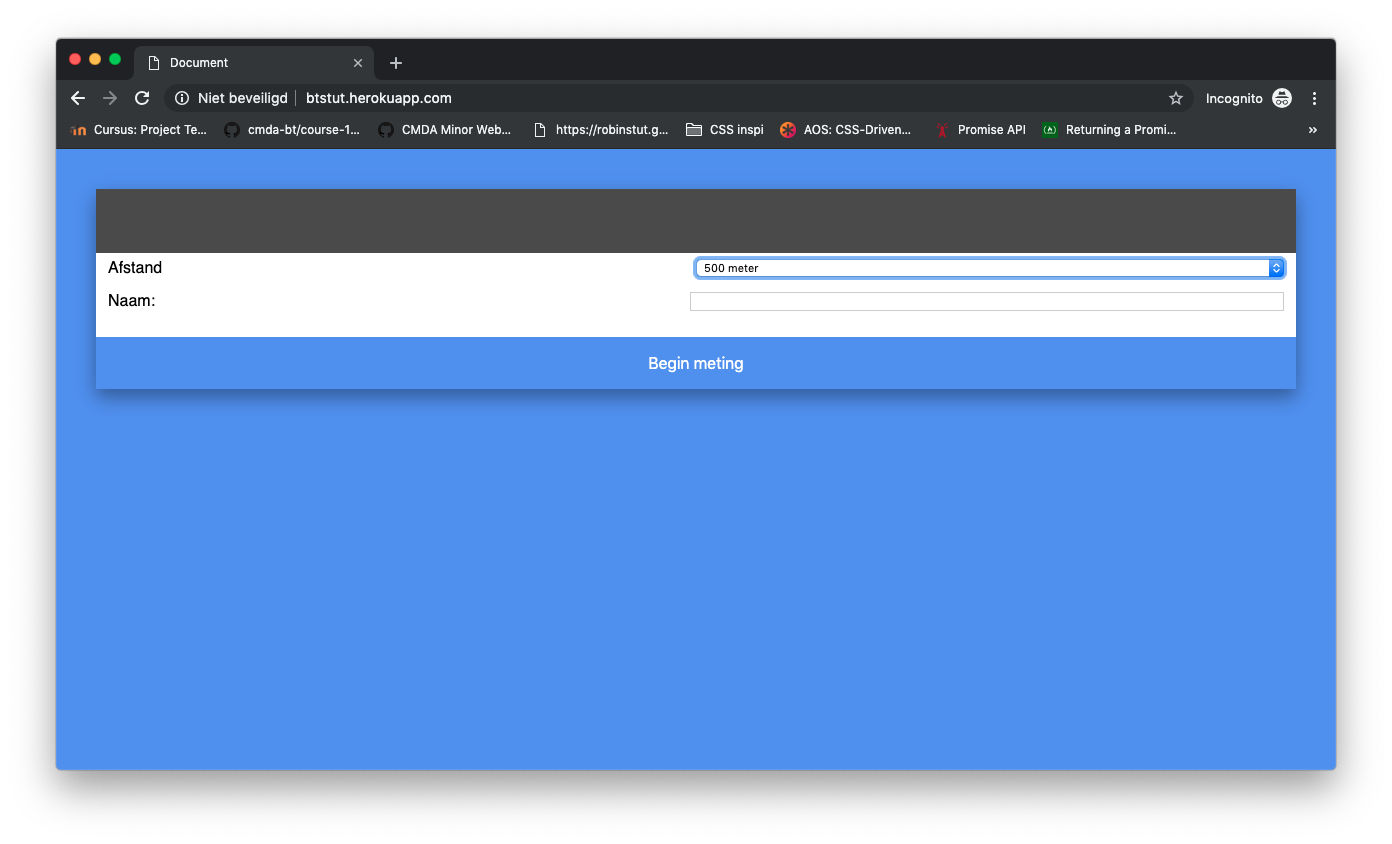 Document
Niet beveiligd btstut.herokuapp.com Incognito
Cursus: Project Te... cmda-bt/course-1... CMDA Minor Web... https://robinstut.g... CSS inspi AOS: CSS-Driven... Promise API Returning a Promi... »
Afstand 500 meter
Naam:
Begin meting